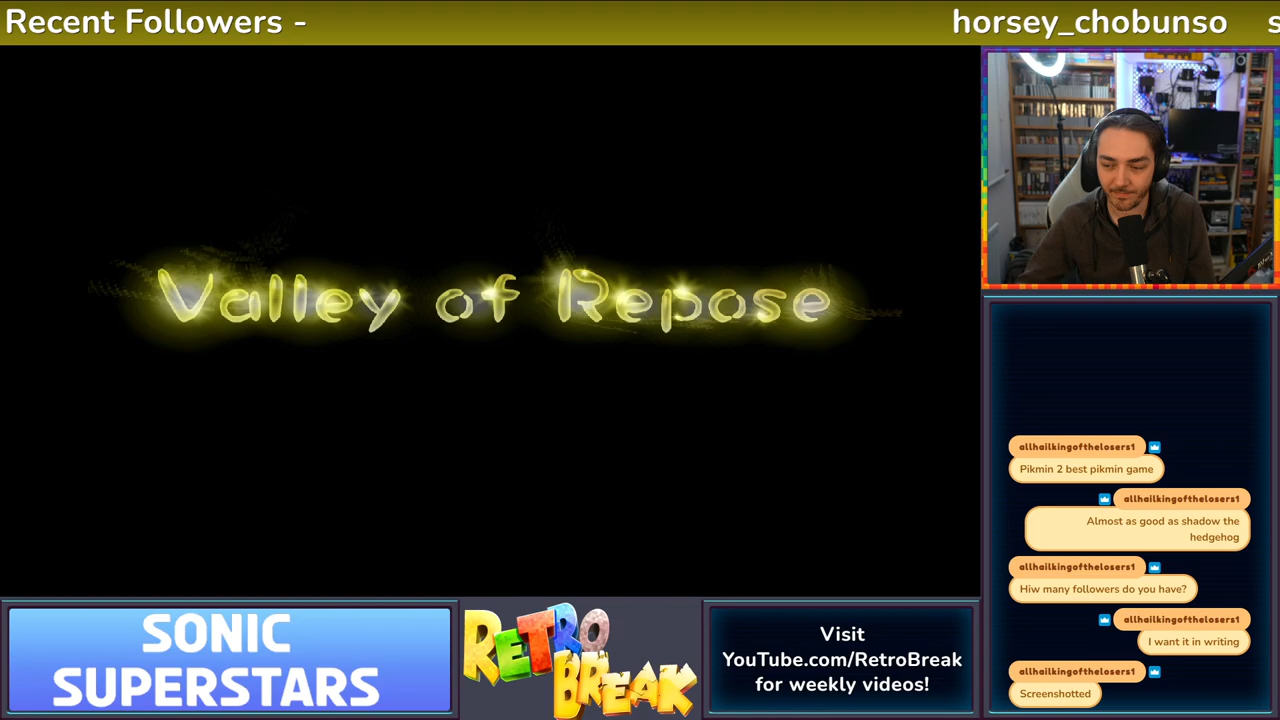 Recent Followers -
horsey_chobunso
s
Valley of Repose
allhailkingofthelosers1
Pikmin 2 best pikmin game
allhailkingofthelosers1
Almost as good as shadow the
hedgehog
allhailkingofthelosers1
Hiw many followers do you have?
allhailkingofthelosers1
I want it in writing
allhailkingofthelosers1
Screenshotted
SONIC
SUPERSTARS
RETRO
BREAK
Visit
YouTube.com/RetroBreak
for weekly videos!